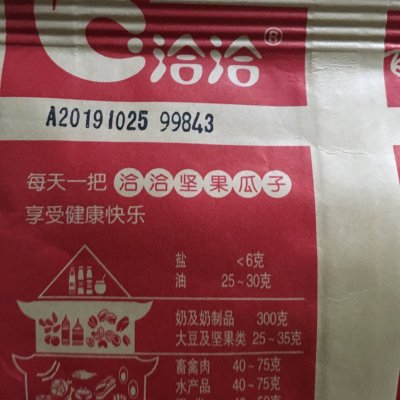 洽洽®
A20191025 99843
每天一把 洽洽坚果瓜子
享受健康快乐
盐 <6克
油 25~30克
奶及奶制品 300克
大豆及坚果类 25~35克
畜禽肉 40~75克
水产品 40~75克